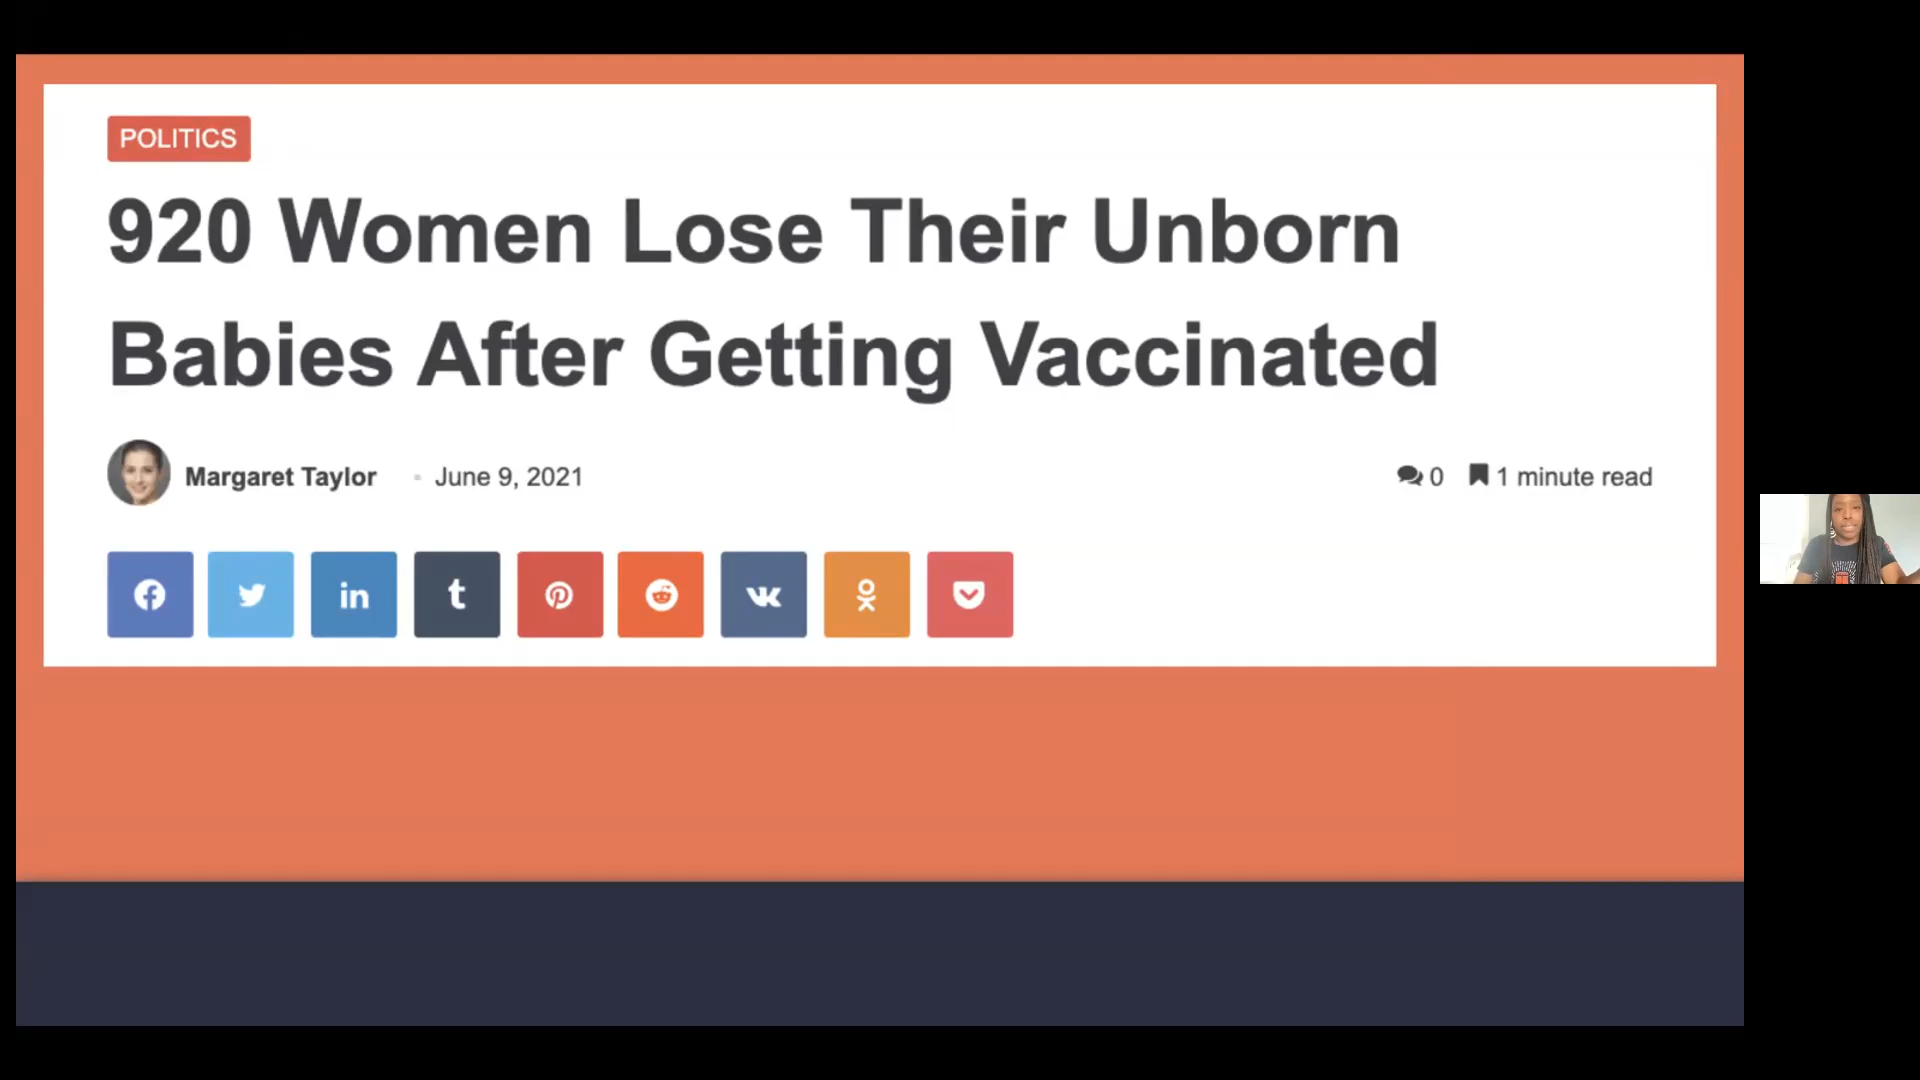 POLITICS
920 Women Lose Their Unborn
Babies After Getting Vaccinated
Margaret Taylor June 9, 2021 0 1 minute read